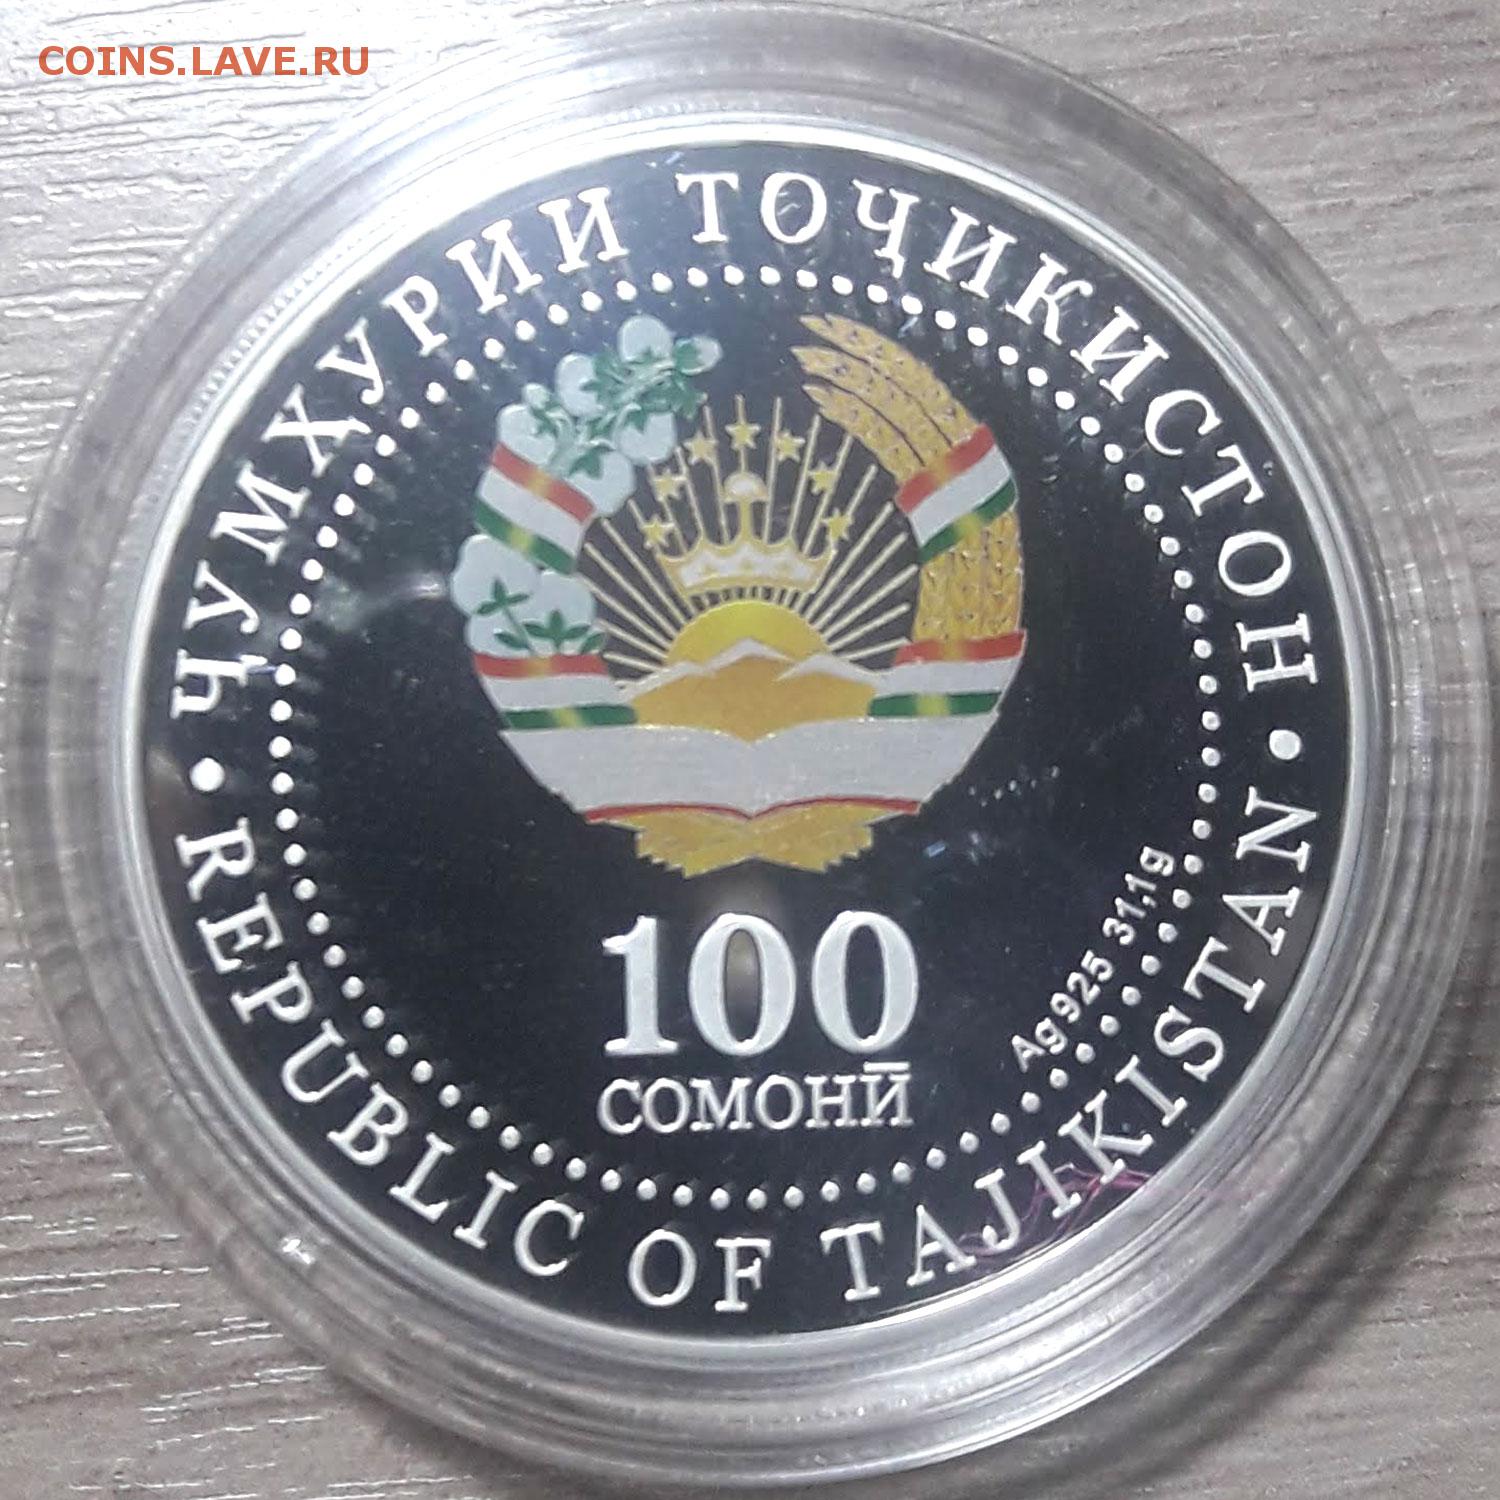 COINS.LAVE.RU
ҶУМҲУРИИ ТОҶИКИСТОН
100
СОМОНӢ
Ag925 31,1g
REPUBLIC OF TAJIKISTAN